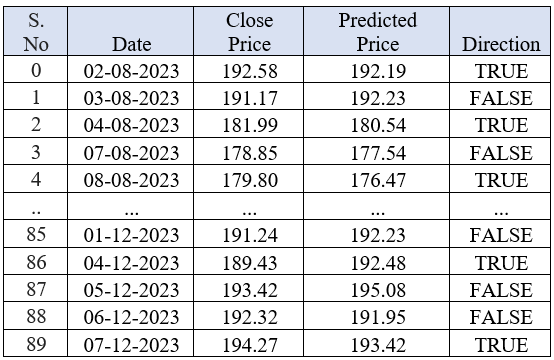 S. No Date Close Price Predicted Price Direction
0 02-08-2023 192.58 192.19 TRUE
1 03-08-2023 191.17 192.23 FALSE
2 04-08-2023 181.99 180.54 TRUE
3 07-08-2023 178.85 177.54 FALSE
4 08-08-2023 179.80 176.47 TRUE
.. ... ... ... ...
85 01-12-2023 191.24 192.23 FALSE
86 04-12-2023 189.43 192.48 TRUE
87 05-12-2023 193.42 195.08 FALSE
88 06-12-2023 192.32 191.95 FALSE
89 07-12-2023 194.27 193.42 TRUE